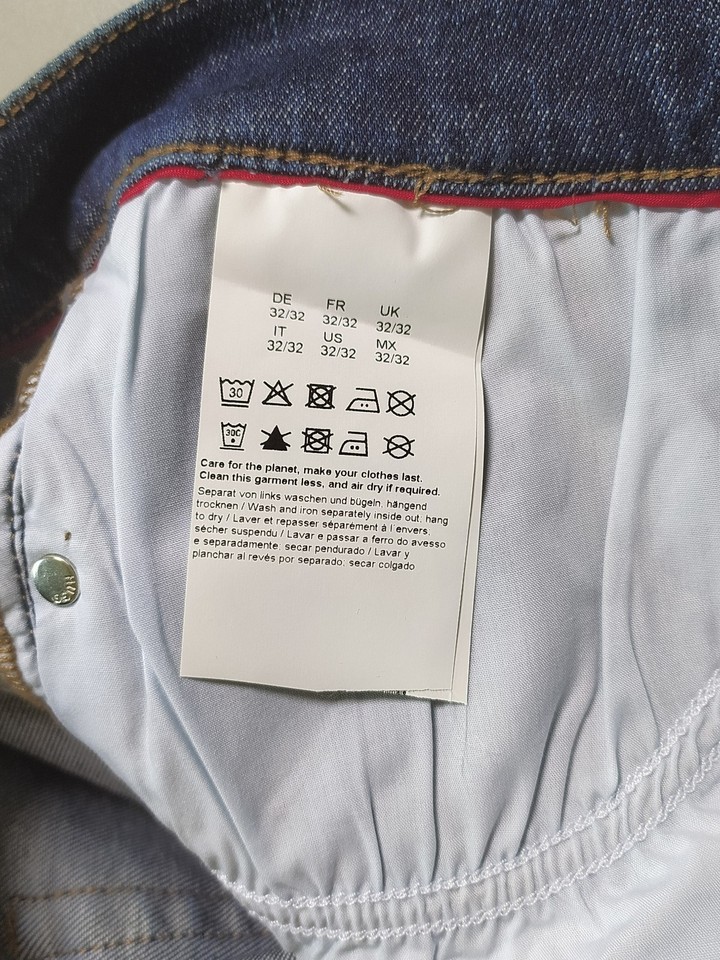 DE FR UK
32/32 32/32 32/32
IT US MX
32/32 32/32 32/32
30
30C
Care for the planet, make your clothes last.
Clean this garment less, and air dry if required.
Separat von links waschen und bügeln, hängend
trocknen / Wash and iron separately inside out, hang
to dry / Laver et repasser séparément à l'envers,
sécher suspendu / Lavar e passar a ferro do avesso
e separadamente; secar pendurado / Lavar y
planchar al revés por separado; secar colgado